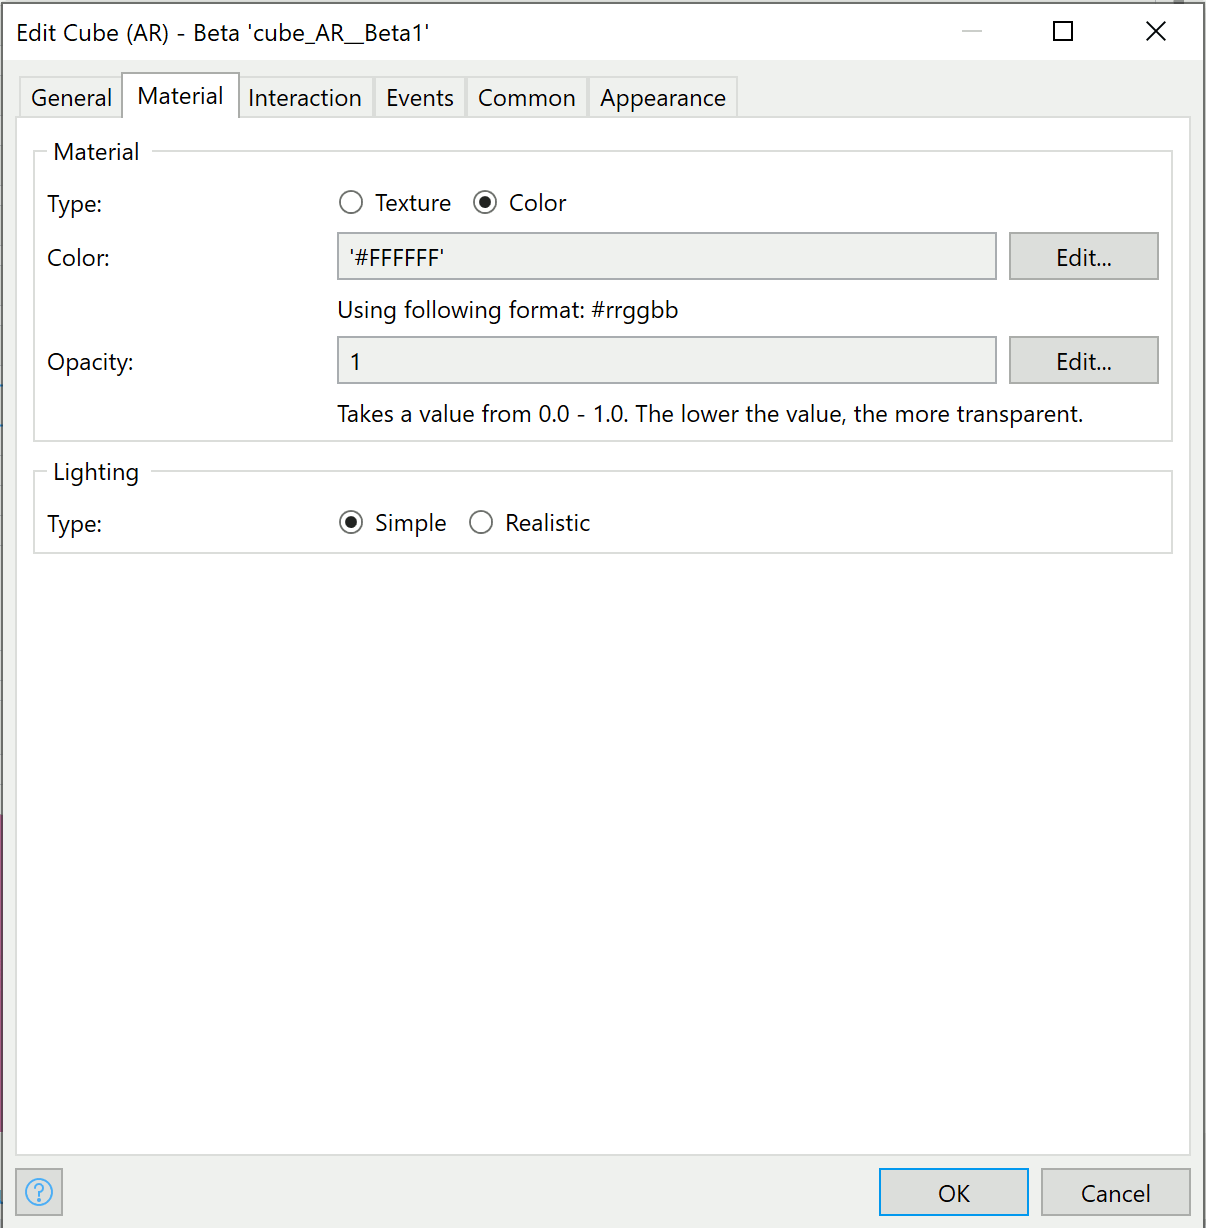 Edit Cube (AR) - Beta 'cube_AR__Beta1'
General Material Interaction Events Common Appearance
Material
Type: Texture Color
Color: '#FFFFFF' Edit...
Using following format: #rrggbb
Opacity: 1 Edit...
Takes a value from 0.0 - 1.0. The lower the value, the more transparent.
Lighting
Type: Simple Realistic
? OK Cancel